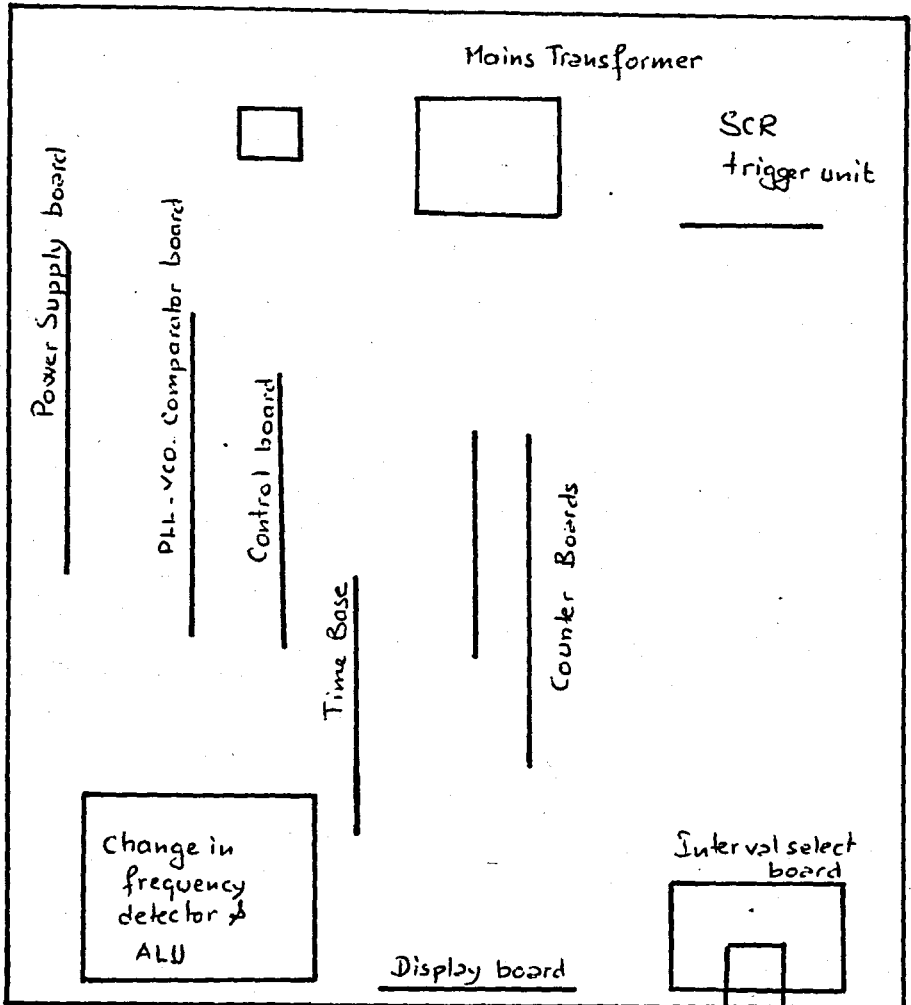 Mains Transformer
SCR
trigger unit
Power Supply board
PLL-VCO. Comparator board
Control board
Time Base
Counter Boards
Change in
frequency
detector &
ALU
Interval select
board
Display board